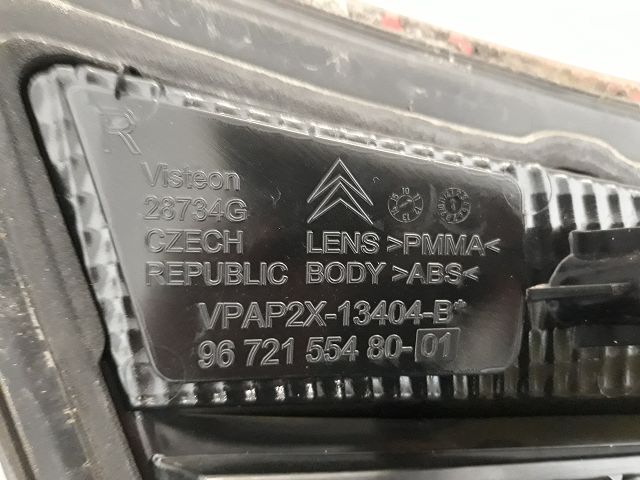 R
Visteon
28734G
CZECH
REPUBLIC
LENS >PMMA<
BODY >ABS<
VPAP2X-13404-B*
96 721 554 80-01